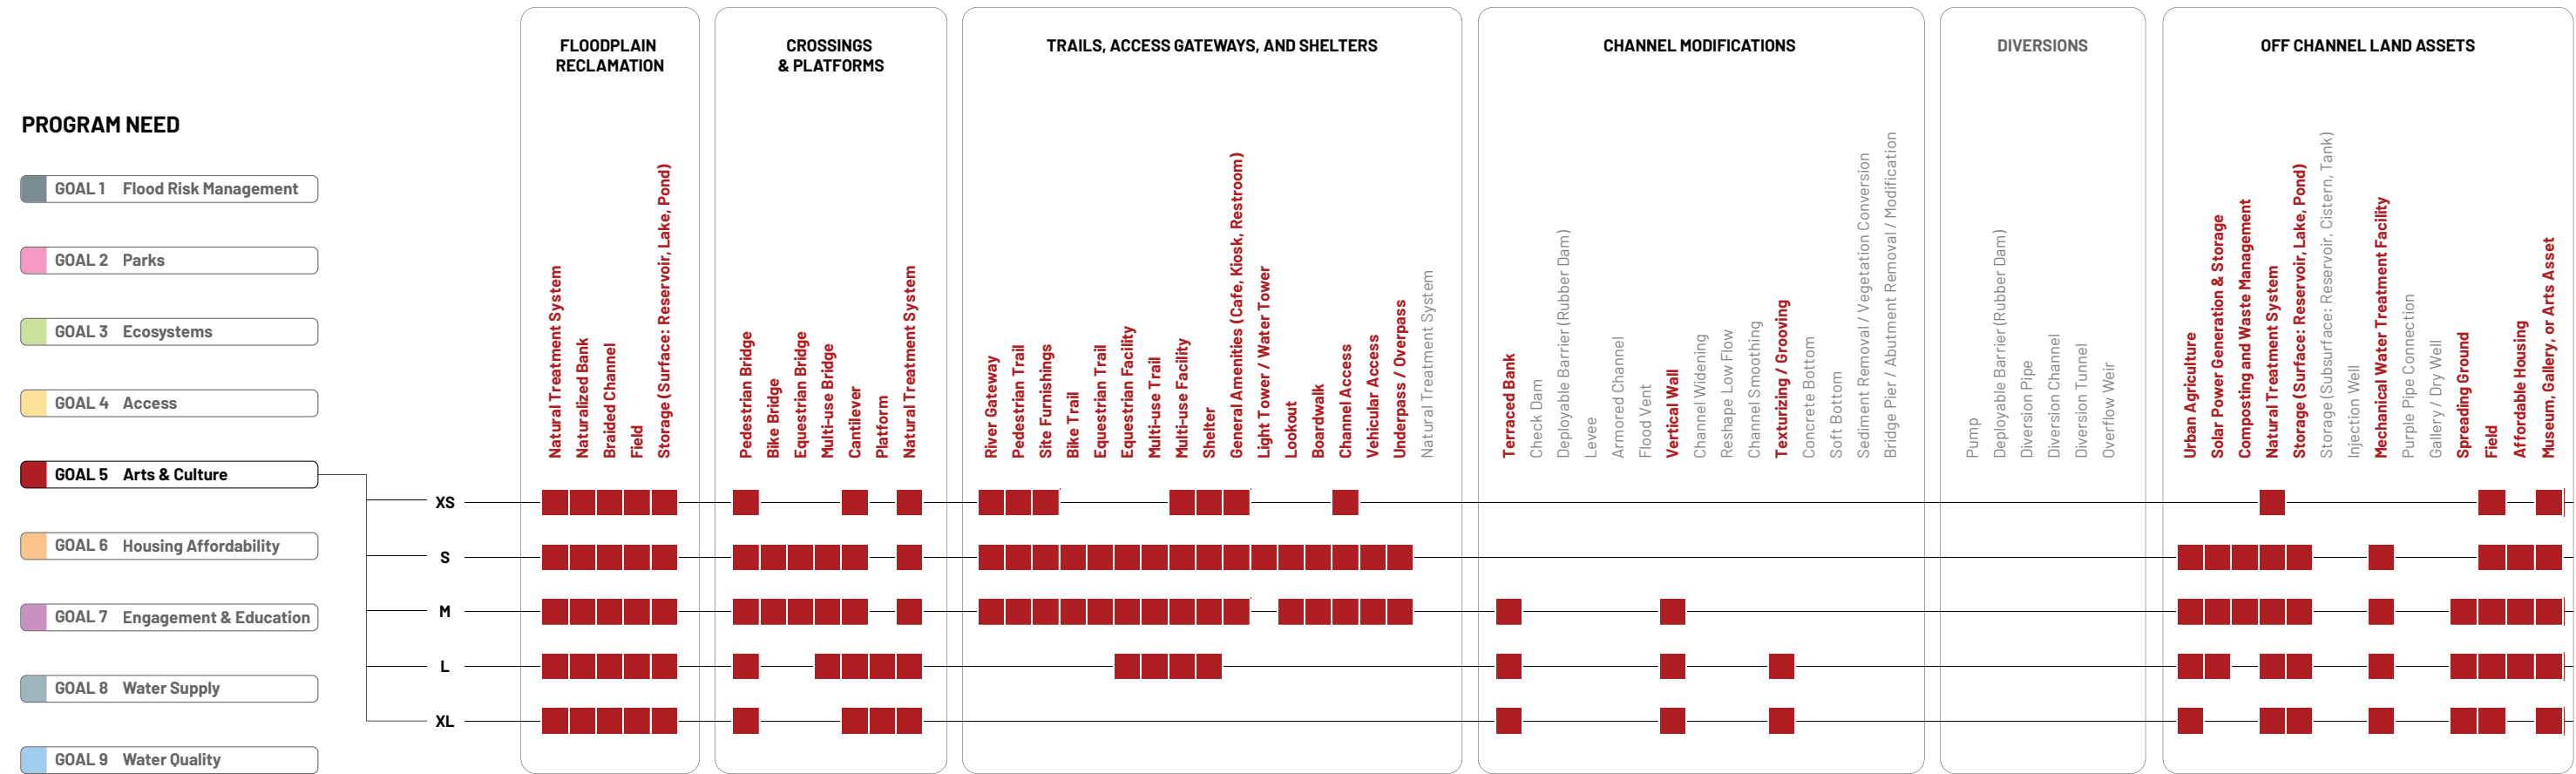 FLOODPLAIN
RECLAMATION
CROSSINGS
& PLATFORMS
TRAILS, ACCESS GATEWAYS, AND SHELTERS
CHANNEL MODIFICATIONS
DIVERSIONS
OFF CHANNEL LAND ASSETS
PROGRAM NEED
GOAL 1 Flood Risk Management
GOAL 2 Parks
GOAL 3 Ecosystems
GOAL 4 Access
GOAL 5 Arts & Culture
GOAL 6 Housing Affordability
GOAL 7 Engagement & Education
GOAL 8 Water Supply
GOAL 9 Water Quality
Natural Treatment System
Naturalized Bank
Braided Channel
Field
Storage (Surface: Reservoir, Lake, Pond)
Pedestrian Bridge
Bike Bridge
Equestrian Bridge
Multi-use Bridge
Cantilever
Platform
Natural Treatment System
River Gateway
Pedestrian Trail
Site Furnishings
Bike Trail
Equestrian Trail
Equestrian Facility
Multi-use Trail
Multi-use Facility
Shelter
General Amenities (Cafe, Kiosk, Restroom)
Light Tower / Water Tower
Lookout
Boardwalk
Channel Access
Vehicular Access
Underpass / Overpass
Natural Treatment System
Terraced Bank
Check Dam
Deployable Barrier (Rubber Dam)
Levee
Armored Channel
Flood Vent
Vertical Wall
Channel Widening
Reshape Low Flow
Channel Smoothing
Texturizing / Grooving
Concrete Bottom
Soft Bottom
Sediment Removal / Vegetation Conversion
Bridge Pier / Abutment Removal / Modification
Pump
Deployable Barrier (Rubber Dam)
Diversion Pipe
Diversion Channel
Diversion Tunnel
Overflow Weir
Urban Agriculture
Solar Power Generation & Storage
Composting and Waste Management
Natural Treatment System
Storage (Surface: Reservoir, Lake, Pond)
Storage (Subsurface: Reservoir, Cistern, Tank)
Injection Well
Mechanical Water Treatment Facility
Purple Pipe Connection
Gallery / Dry Well
Spreading Ground
Field
Affordable Housing
Museum, Gallery, or Arts Asset
XS
S
M
L
XL